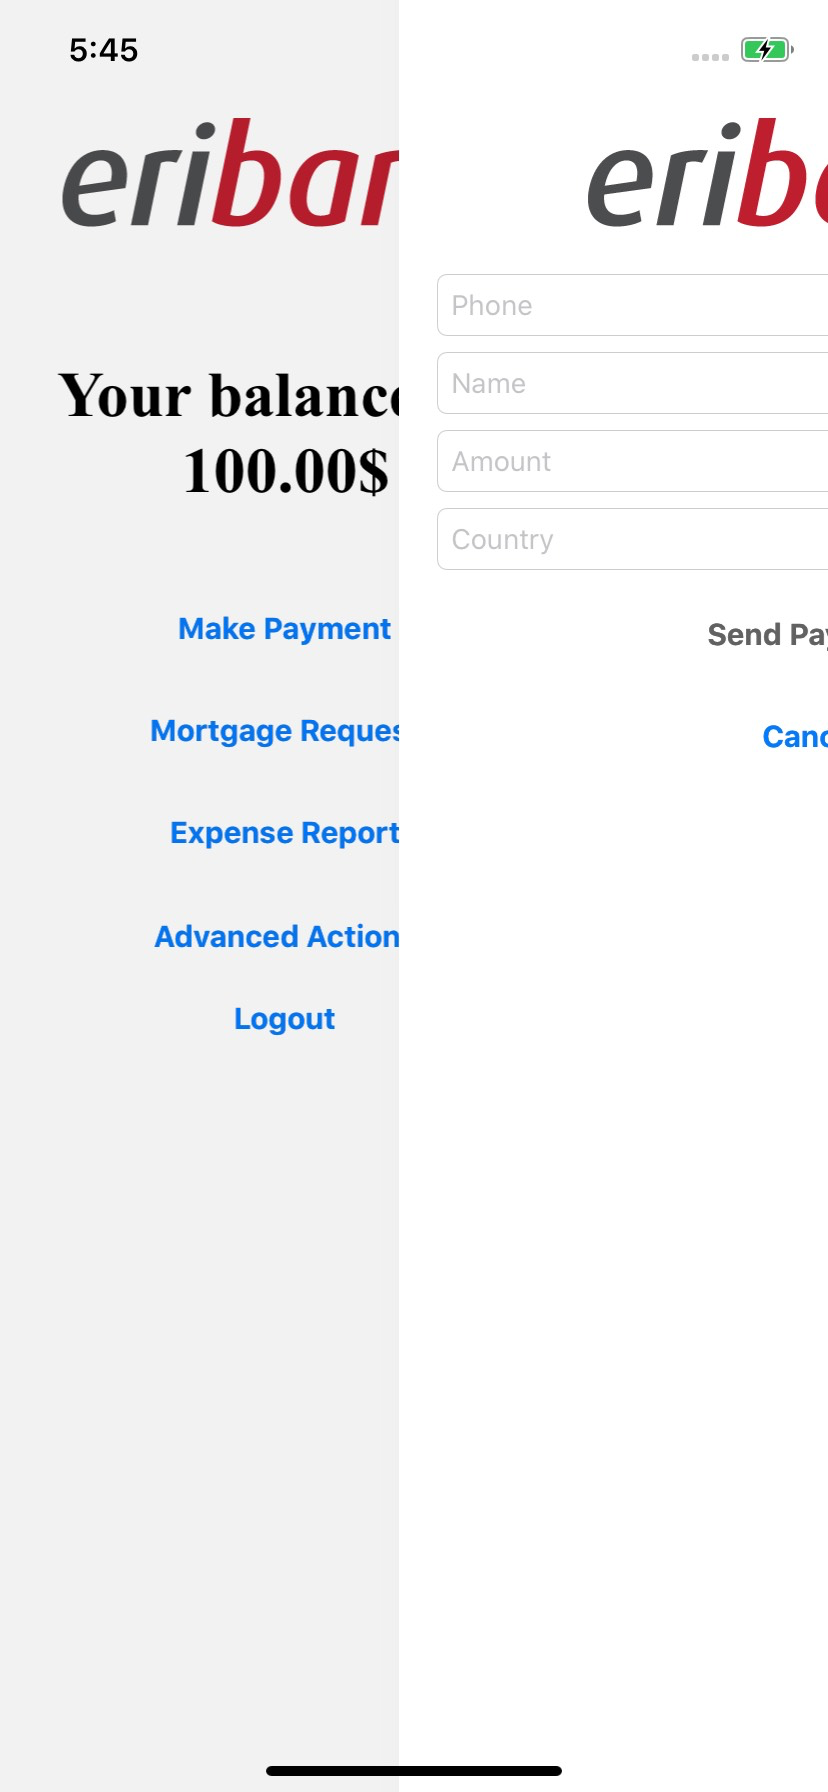 5:45
eribar
Your balance
100.00$
Make Payment
Mortgage Reques
Expense Report
Advanced Action
Logout
erib
Phone
Name
Amount
Country
Send Pay
Canc